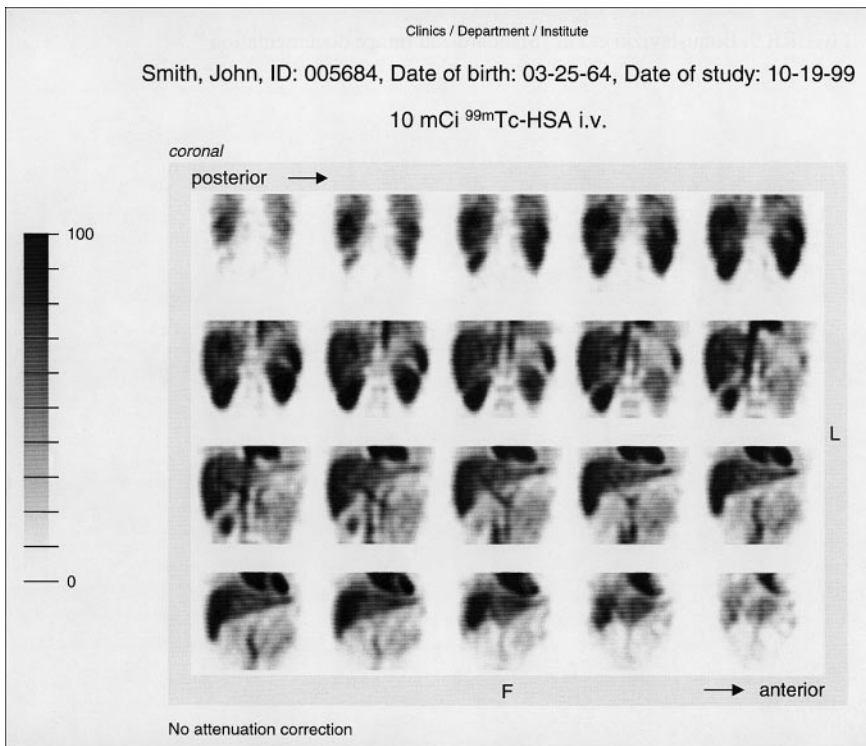 Clinics / Department / Institute
Smith, John, ID: 005684, Date of birth: 03-25-64, Date of study: 10-19-99
10 mCi ⁹⁹ᵐTc-HSA i.v.
coronal
posterior →
100
L
0
F
→ anterior
No attenuation correction